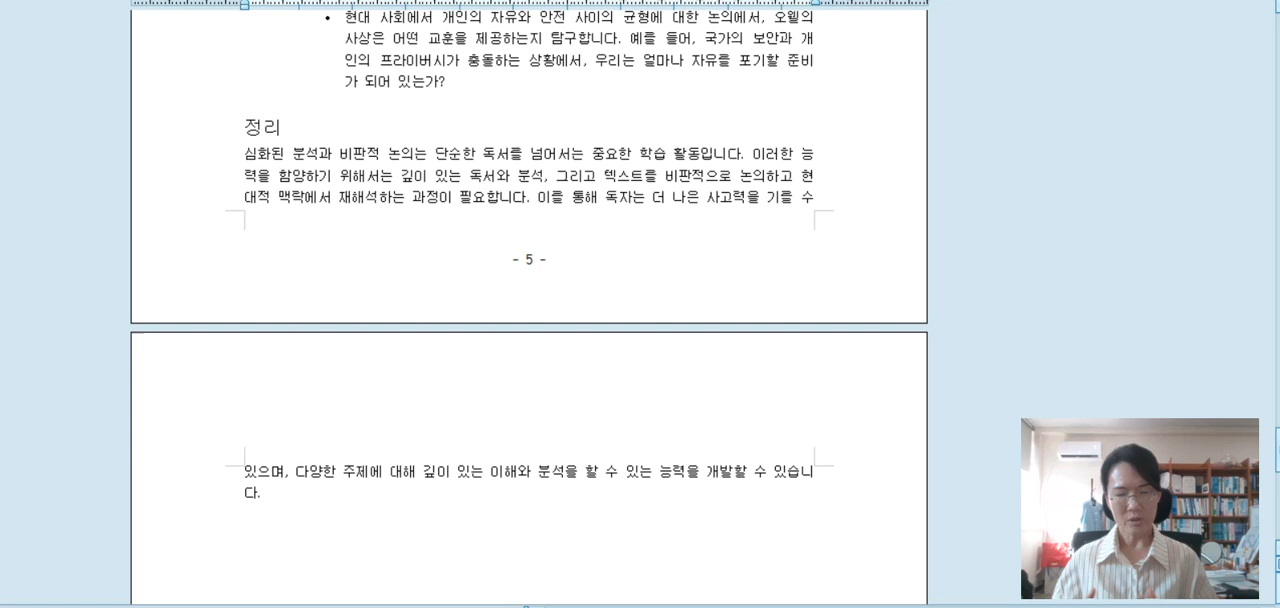 • 현대 사회에서 개인의 자유와 안전 사이의 균형에 대한 논의에서, 오웰의
사상은 어떤 교훈을 제공하는지 탐구합니다. 예를 들어, 국가의 보안과 개
인의 프라이버시가 충돌하는 상황에서, 우리는 얼마나 자유를 포기할 준비
가 되어 있는가?
정리
심화된 분석과 비판적 논의는 단순한 독서를 넘어서는 중요한 학습 활동입니다. 이러한 능
력을 함양하기 위해서는 깊이 있는 독서와 분석, 그리고 텍스트를 비판적으로 논의하고 현
대적 맥락에서 재해석하는 과정이 필요합니다. 이를 통해 독자는 더 나은 사고력을 기를 수
- 5 -
있으며, 다양한 주제에 대해 깊이 있는 이해와 분석을 할 수 있는 능력을 개발할 수 있습니
다.